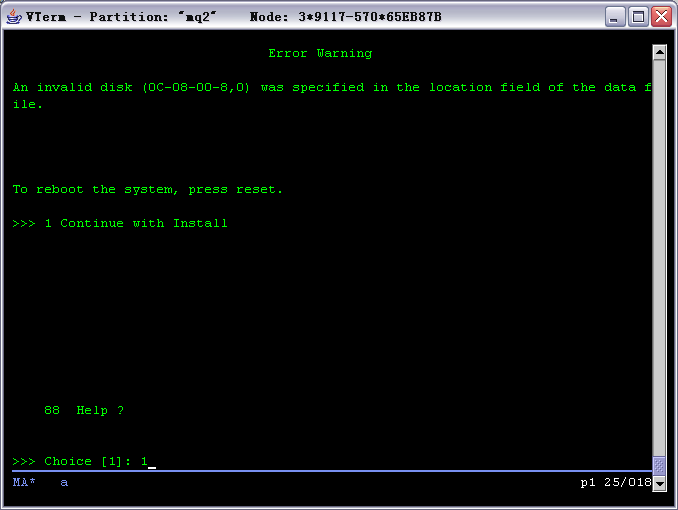 VTerm - Partition: "mq2"    Node: 3*9117-570*65EB87B
Error Warning
An invalid disk (0C-08-00-8,0) was specified in the location field of the data f
ile.
To reboot the system, press reset.
>>> 1 Continue with Install
88  Help ?
>>> Choice [1]: 1
MA*   a    p1 25/018